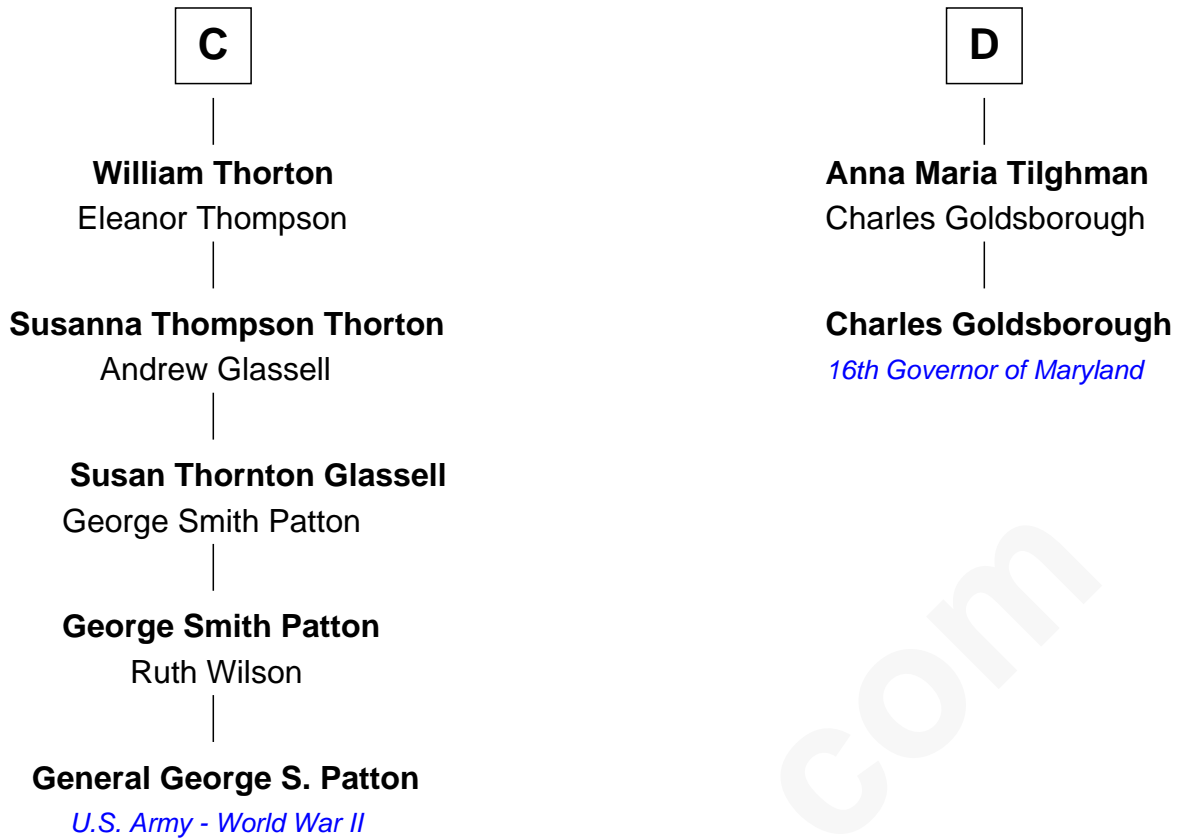 C
William Thorton
Eleanor Thompson
Susanna Thompson Thorton
Andrew Glassell
Susan Thornton Glassell
George Smith Patton
George Smith Patton
Ruth Wilson
General George S. Patton
U.S. Army - World War II
D
Anna Maria Tilghman
Charles Goldsborough
Charles Goldsborough
16th Governor of Maryland
com